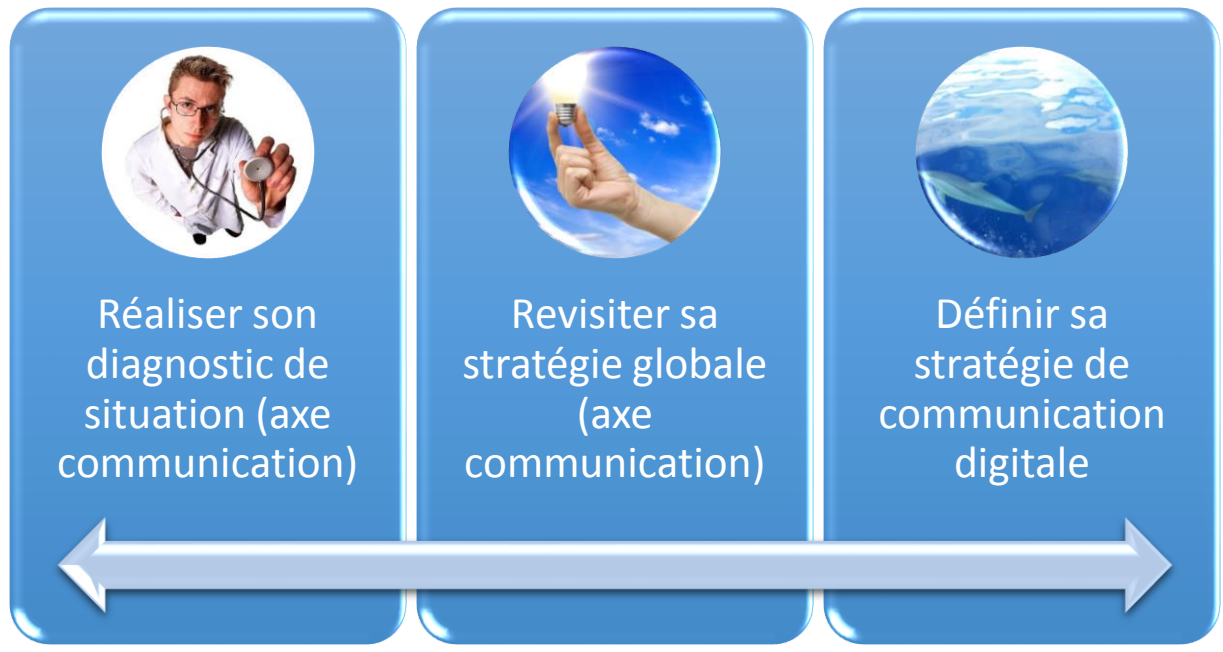 Réaliser son
diagnostic de
situation (axe
communication)
Revisiter sa
stratégie globale
(axe
communication)
Définir sa
stratégie de
communication
digitale